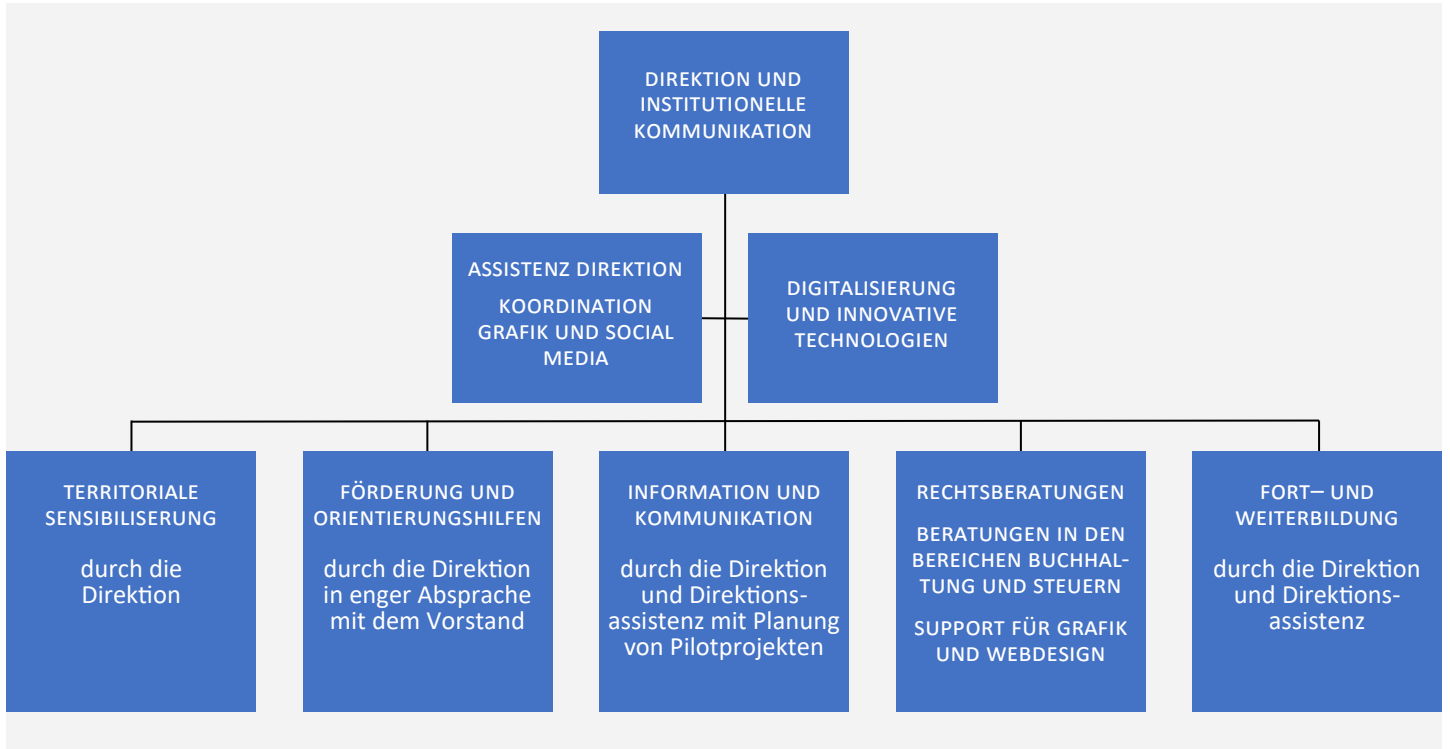 DIREKTION UND
INSTITUTIONELLE
KOMMUNIKATION
ASSISTENZ DIREKTION
KOORDINATION
GRAFIK UND SOCIAL
MEDIA
DIGITALISIERUNG
UND INNOVATIVE
TECHNOLOGIEN
TERRITORIALE
SENSIBILISERUNG
durch die
Direktion
FÖRDERUNG UND
ORIENTIERUNGSHILFEN
durch die Direktion
in enger Absprache
mit dem Vorstand
INFORMATION UND
KOMMUNIKATION
durch die Direktion
und Direktions-
assistenz mit Planung
von Pilotprojekten
RECHTSBERATUNGEN
BERATUNGEN IN DEN
BEREICHEN BUCHHAL-
TUNG UND STEUERN
SUPPORT FÜR GRAFIK
UND WEBDESIGN
FORT– UND
WEITERBILDUNG
durch die Direktion
und Direktions-
assistenz